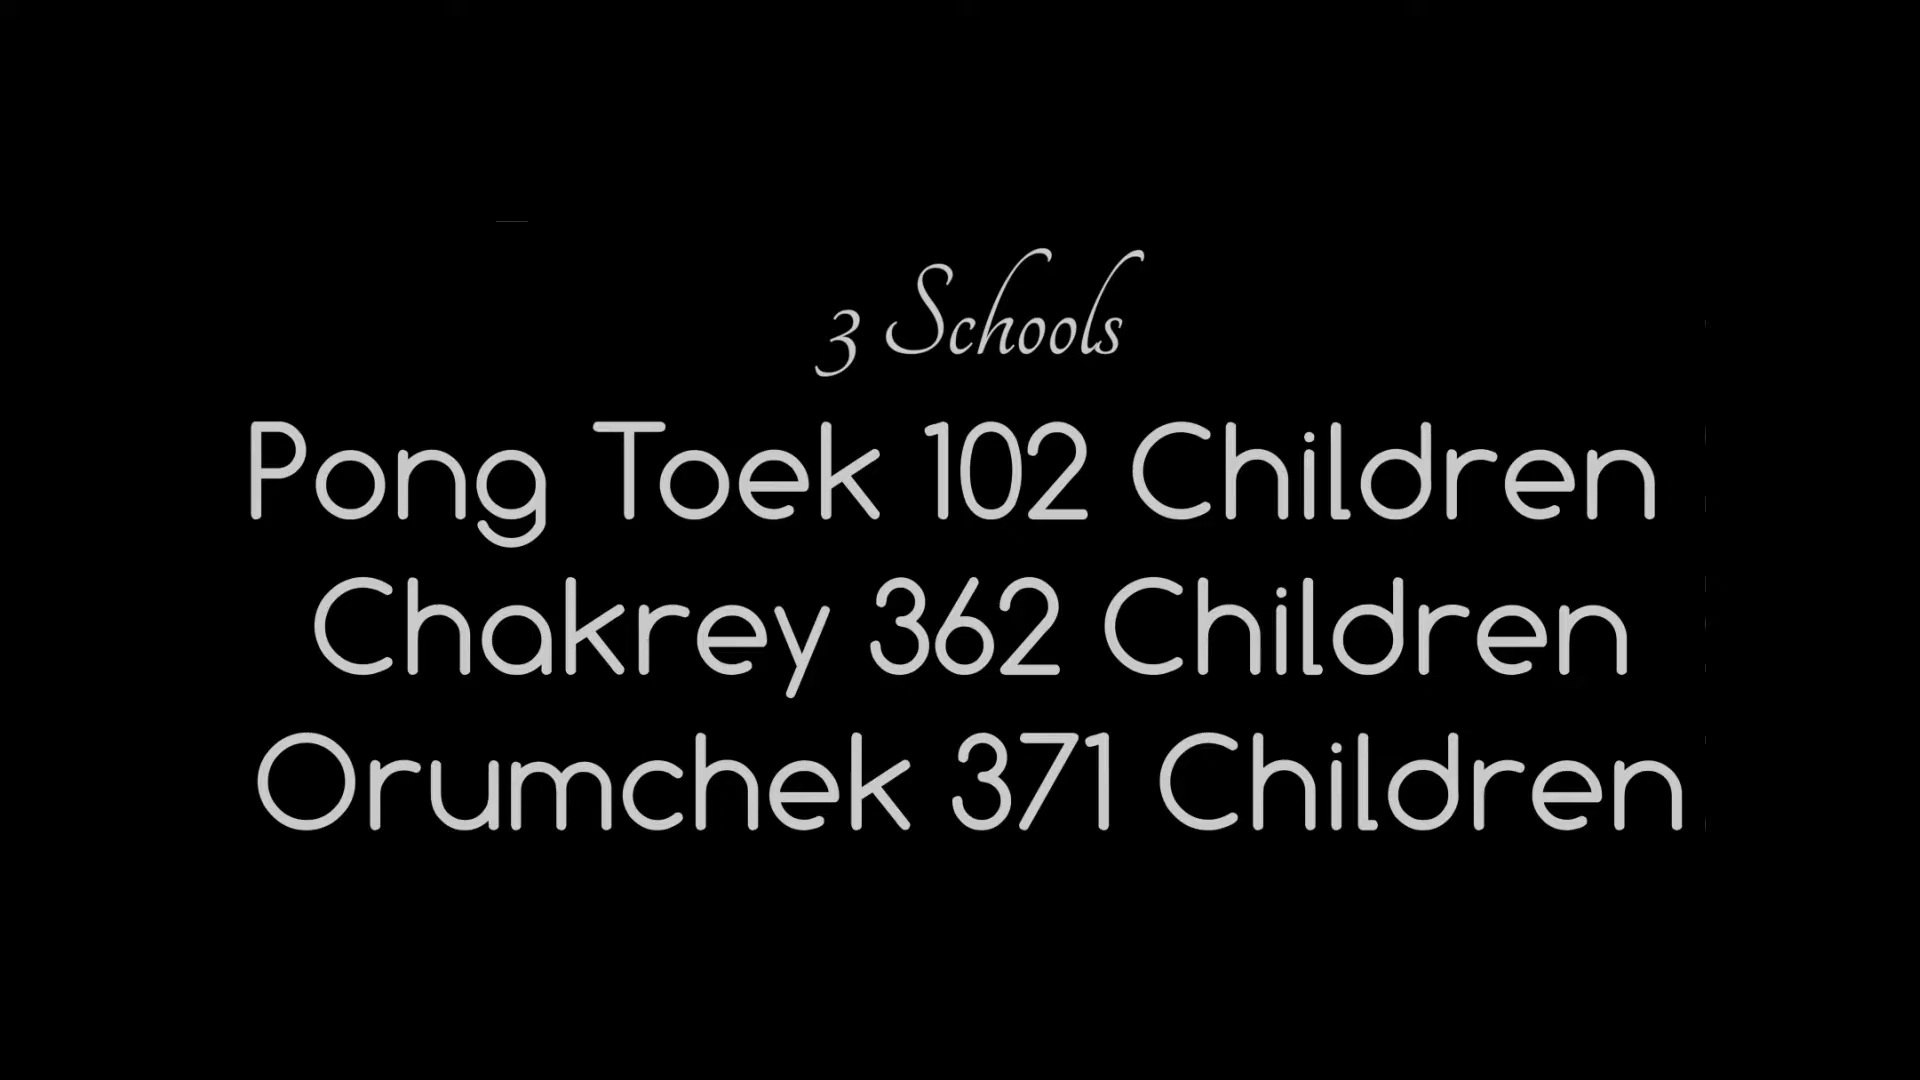 3 Schools
Pong Toek 102 Children
Chakrey 362 Children
Orumchek 371 Children